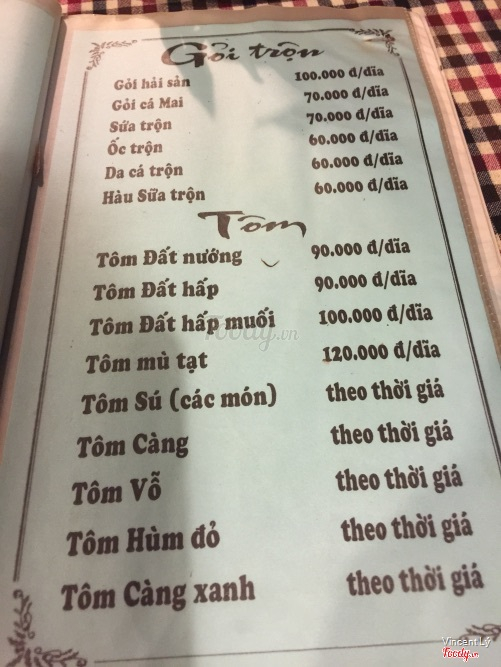 Gỏi trộn
Gỏi hải sản 100.000 đ/dĩa
Gỏi cá Mai 70.000 đ/dĩa
Sứa trộn 70.000 đ/dĩa
Ốc trộn 60.000 đ/dĩa
Da cá trộn 60.000 đ/dĩa
Hàu Sữa trộn 60.000 đ/dĩa
Tôm
Tôm Đất nướng 90.000 đ/dĩa
Tôm Đất hấp 90.000 đ/dĩa
Tôm Đất hấp muối 100.000 đ/dĩa
Foody.vn
Tôm mù tạt 120.000 đ/dĩa
Tôm Sú (các món) theo thời giá
Tôm Càng theo thời giá
Tôm Vỗ theo thời giá
Tôm Hùm đỏ theo thời giá
Tôm Càng xanh theo thời giá
Vincent Lý
Foody.vn